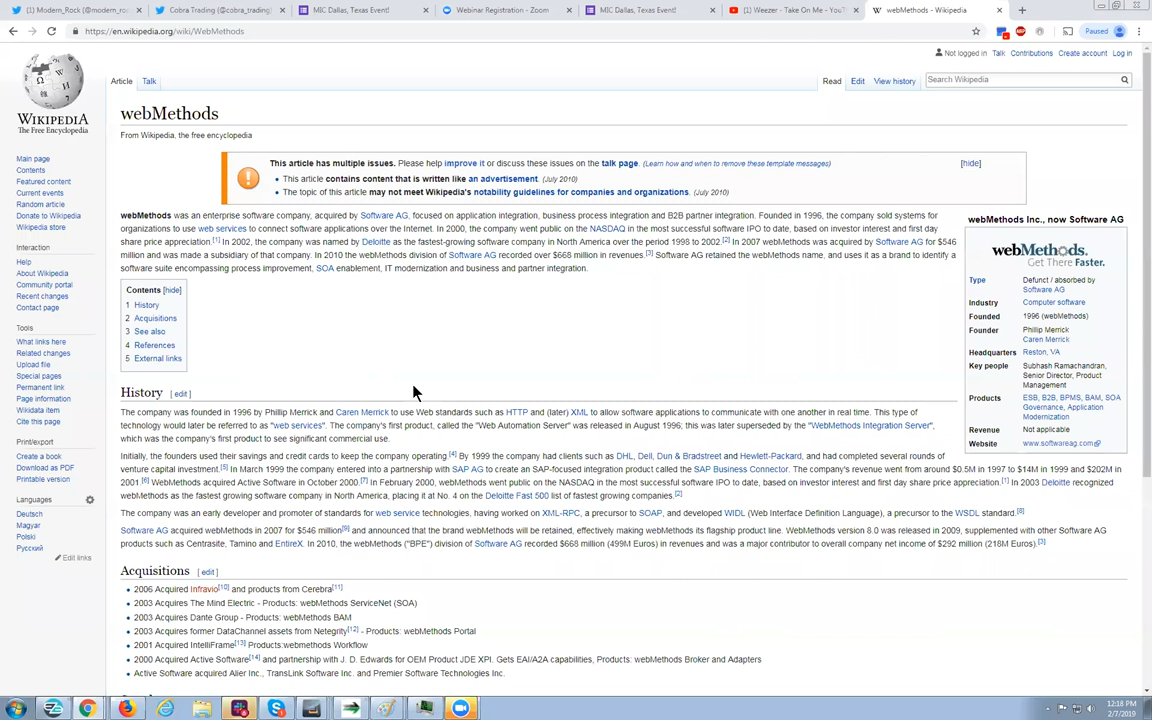 (1) Modern_Rock (@modern_ro
Cobra Trading (@cobra_trading)
MIC Dallas, Texas Event!
Webinar Registration - Zoom
MIC Dallas, Texas Event!
Weezer - Take On Me - YouT
webMethods - Wikipedia
https://en.wikipedia.org/wiki/WebMethods
Paused
Not logged in Talk Contributions Create account Log in
Article Talk
Read Edit View history
Search Wikipedia
WIKIPEDIA
The Free Encyclopedia
Main page
Contents
Featured content
Current events
Random article
Donate to Wikipedia
Wikipedia store
Interaction
Help
About Wikipedia
Community portal
Recent changes
Contact page
Tools
What links here
Related changes
Upload file
Special pages
Permanent link
Page information
Wikidata item
Cite this page
Print/export
Create a book
Download as PDF
Printable version
Languages
Deutsch
Magyar
Polski
Русский
Edit links
webMethods
From Wikipedia, the free encyclopedia
This article has multiple issues. Please help improve it or discuss these issues on the talk page. (Learn how and when to remove these template messages)
[hide]
• This article contains content that is written like an advertisement. (July 2010)
• The topic of this article may not meet Wikipedia's notability guidelines for companies and organizations. (July 2010)
webMethods was an enterprise software company, acquired by Software AG, focused on application integration, business process integration and B2B partner integration. Founded in 1996, the company sold systems for
organizations to use web services to connect software applications over the Internet. In 2000, the company went public on the NASDAQ in the most successful software IPO to date, based on investor interest and first day
share price appreciation.[1] In 2002, the company was named by Deloitte as the fastest-growing software company in North America over the period 1998 to 2002.[2] In 2007 webMethods was acquired by Software AG for $546
million and was made a subsidiary of that company. In 2010 the webMethods division of Software AG recorded over $668 million in revenues.[3] Software AG retained the webMethods name, and uses it as a brand to identify a
software suite encompassing process improvement, SOA enablement, IT modernization and business and partner integration.
Contents [hide]
1 History
2 Acquisitions
3 See also
4 References
5 External links
webMethods Inc., now Software AG
webMethods.
Get There Faster.
Type Defunct / absorbed by
Software AG
Industry Computer software
Founded 1996 (webMethods)
Founder Phillip Merrick
Caren Merrick
Headquarters Reston, VA
Key people Subhash Ramachandran,
Senior Director, Product
Management
Products ESB, B2B, BPMS, BAM, SOA
Governance, Application
Modernization
Revenue Not applicable
Website www.softwareag.com
History [ edit ]
The company was founded in 1996 by Phillip Merrick and Caren Merrick to use Web standards such as HTTP and (later) XML to allow software applications to communicate with one another in real time. This type of
technology would later be referred to as "web services". The company's first product, called the "Web Automation Server" was released in August 1996; this was later superseded by the "WebMethods Integration Server",
which was the company's first product to see significant commercial use.
Initially, the founders used their savings and credit cards to keep the company operating.[4] By 1999 the company had clients such as DHL, Dell, Dun & Bradstreet and Hewlett-Packard, and had completed several rounds of
venture capital investment.[5] In March 1999 the company entered into a partnership with SAP AG to create an SAP-focused integration product called the SAP Business Connector. The company's revenue went from around $0.5M in 1997 to $14M in 1999 and $202M in
2001.[6] WebMethods acquired Active Software in October 2000.[7] In February 2000, webMethods went public on the NASDAQ in the most successful software IPO to date, based on investor interest and first day share price appreciation.[1] In 2003 Deloitte recognized
webMethods as the fastest growing software company in North America, placing it at No. 4 on the Deloitte Fast 500 list of fastest growing companies.[2]
The company was an early developer and promoter of standards for web service technologies, having worked on XML-RPC, a precursor to SOAP, and developed WIDL (Web Interface Definition Language), a precursor to the WSDL standard.[8]
Software AG acquired webMethods in 2007 for $546 million[9] and announced that the brand webMethods will be retained, effectively making webMethods its flagship product line. WebMethods version 8.0 was released in 2009, supplemented with other Software AG
products such as Centrasite, Tamino and EntireX. In 2010, the webMethods ("BPE") division of Software AG recorded $668 million (499M Euros) in revenues and was a major contributor to overall company net income of $292 million (218M Euros).[3]
Acquisitions [ edit ]
• 2006 Acquired Infravio[10] and products from Cerebra[11]
• 2003 Acquires The Mind Electric - Products: webMethods ServiceNet (SOA)
• 2003 Acquires Dante Group - Products: webMethods BAM
• 2003 Acquires former DataChannel assets from Netegrity[12] - Products: webMethods Portal
• 2001 Acquired IntelliFrame[13] Products:webmethods Workflow
• 2000 Acquired Active Software[14] and partnership with J. D. Edwards for OEM Product JDE XPI. Gets EAI/A2A capabilities, Products: webMethods Broker and Adapters
• Active Software acquired Alier Inc., TransLink Software Inc. and Premier Software Technologies Inc.
12:18 PM
2/7/2019